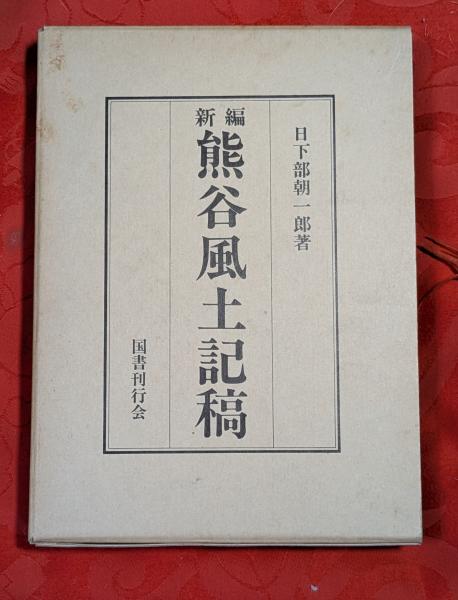 日下部朝一郎著
新編
熊谷風土記稿
国書刊行会